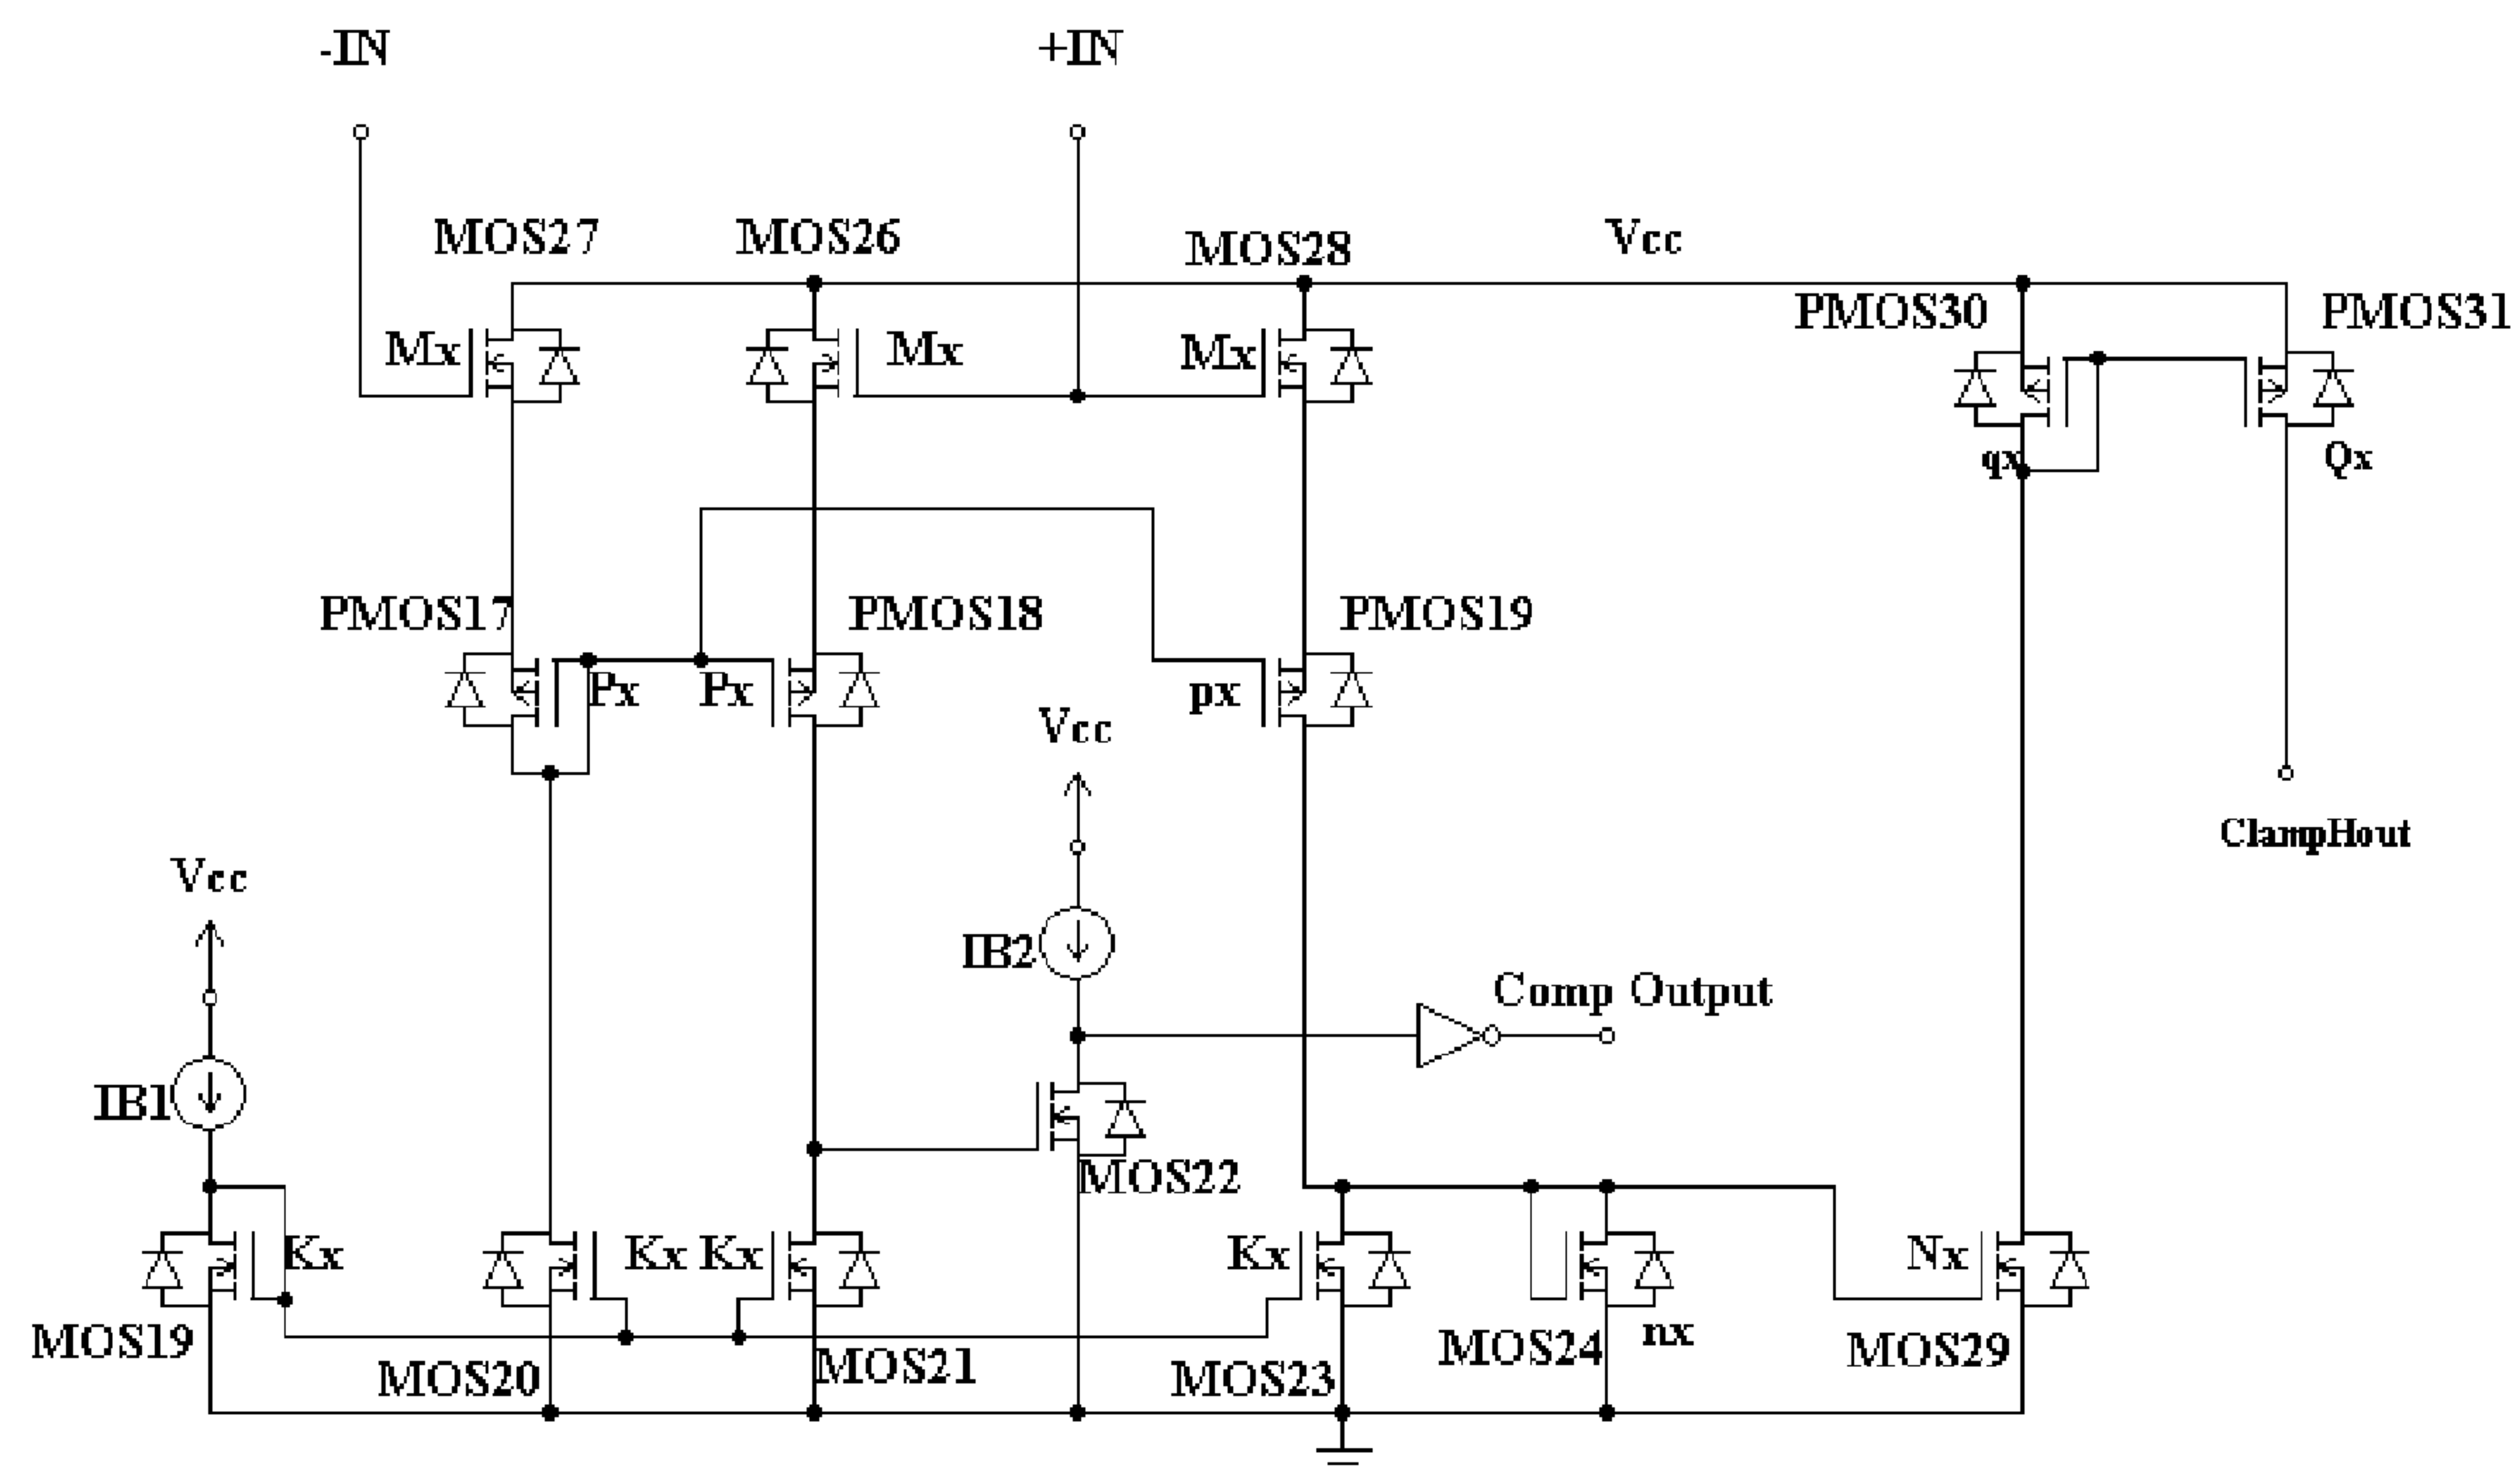 -IN
+IN
MOS27
MOS26
MOS28
Vcc
PMOS30
PMOS31
Mx
Mx
Mx
qx
Qx
PMOS17
PMOS18
PMOS19
Px
Px
px
Vcc
ClampHout
Vcc
IB2
Comp Output
IB1
MOS22
Kx
Kx
Kx
Kx
Nx
MOS19
MOS20
MOS21
MOS23
MOS24
nx
MOS29